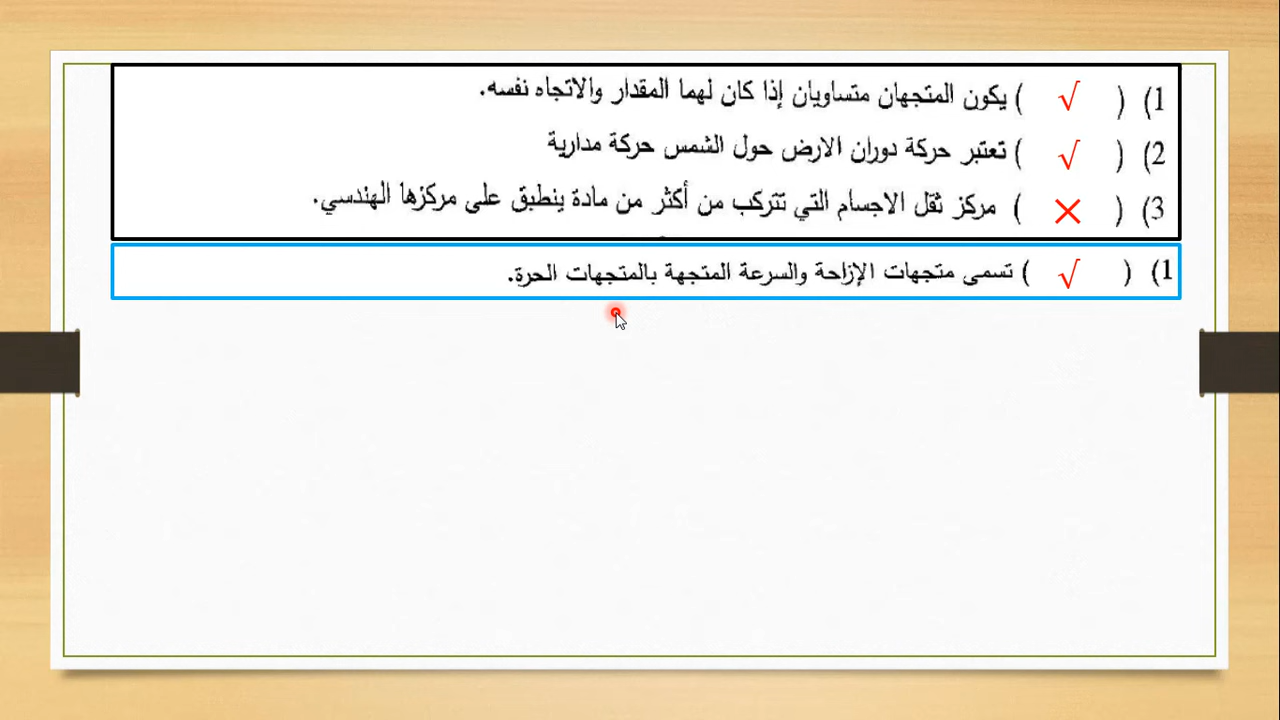 1) ( √ ) يكون المتجهان متساويان إذا كان لهما المقدار والاتجاه نفسه.
2) ( √ ) تعتبر حركة دوران الارض حول الشمس حركة مدارية
3) ( × ) مركز ثقل الاجسام التي تتركب من أكثر من مادة ينطبق على مركزها الهندسي.
1) ( √ ) تسمى متجهات الإزاحة والسرعة المتجهة بالمتجهات الحرة.